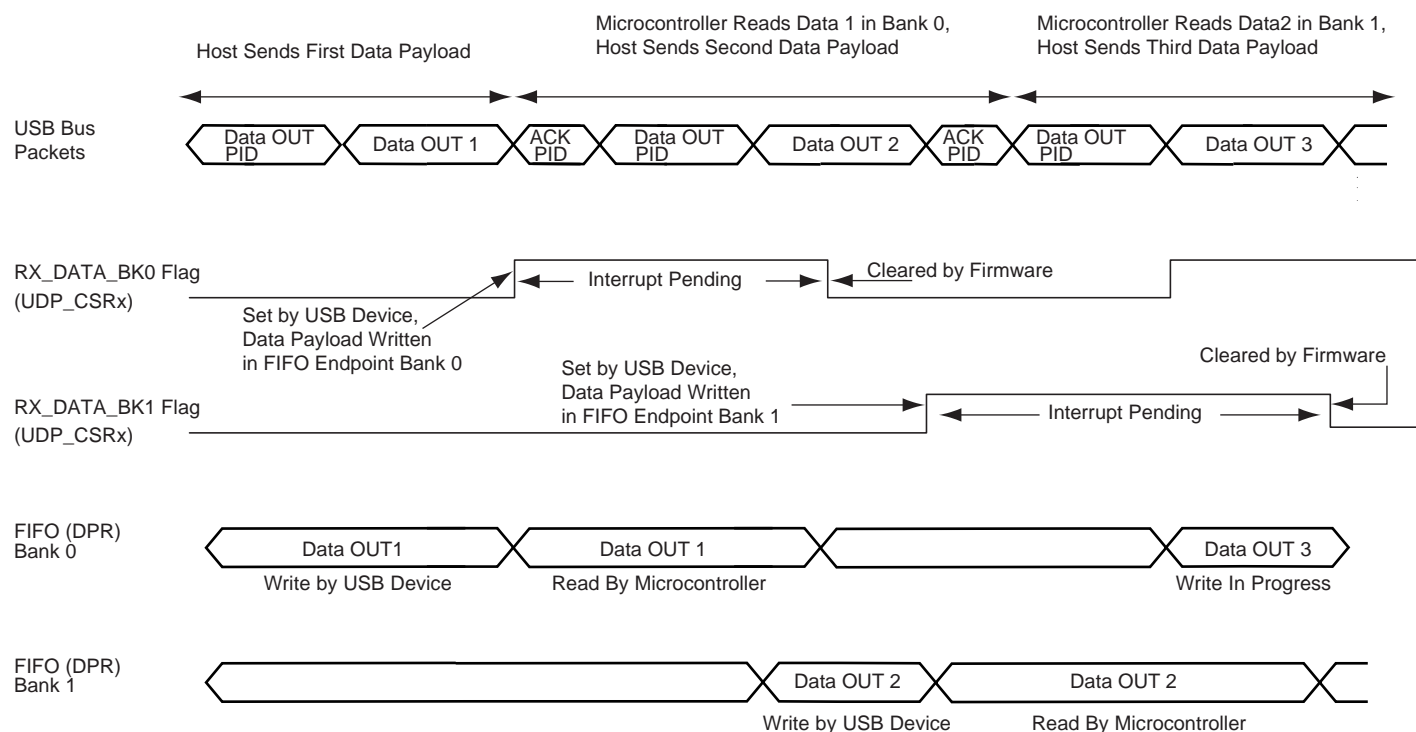 Host Sends First Data Payload
Microcontroller Reads Data 1 in Bank 0,
Host Sends Second Data Payload
Microcontroller Reads Data2 in Bank 1,
Host Sends Third Data Payload
USB Bus
Packets
Data OUT
PID
Data OUT 1
ACK
PID
Data OUT
PID
Data OUT 2
ACK
PID
Data OUT
PID
Data OUT 3
RX_DATA_BK0 Flag
(UDP_CSRx)
Interrupt Pending
Cleared by Firmware
Set by USB Device,
Data Payload Written
in FIFO Endpoint Bank 0
RX_DATA_BK1 Flag
(UDP_CSRx)
Set by USB Device,
Data Payload Written
in FIFO Endpoint Bank 1
Interrupt Pending
Cleared by Firmware
FIFO (DPR)
Bank 0
Data OUT1
Data OUT 1
Data OUT 3
Write by USB Device
Read By Microcontroller
Write In Progress
FIFO (DPR)
Bank 1
Data OUT 2
Data OUT 2
Write by USB Device
Read By Microcontroller